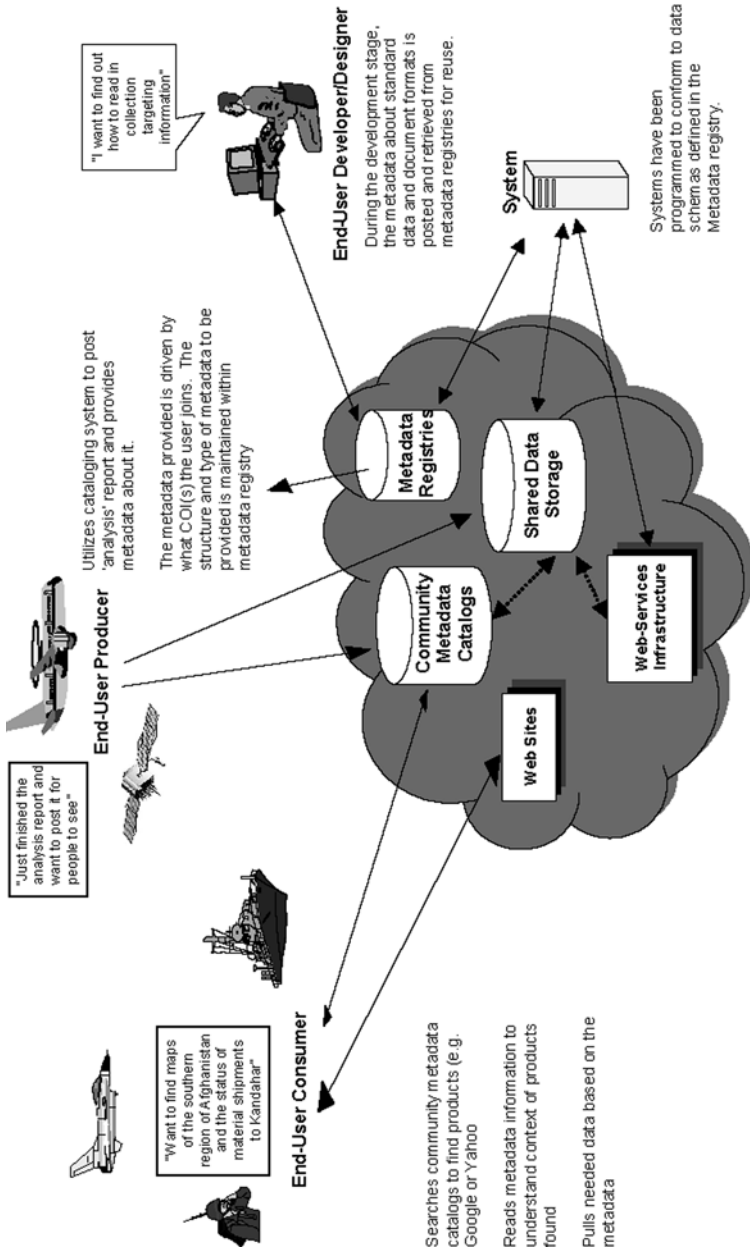 "Just finished the
analysis report and
want to post it for
people to see"
End-User Producer
Utilizes cataloging system to post
'analysis' report and provides
metadata about it.
The metadata provided is driven by
what COI(s) the user joins. The
structure and type of metadata to be
provided is maintained within
metadata registry
"I want to find out
how to read in
collection
targeting
information"
End-User Developer/Designer
During the development stage,
the metadata about standard
data and document formats is
posted and retrieved from
metadata registries for reuse.
"Want to find maps
of the southern
region of Afghanistan
and the status of
material shipments
to Kandahar"
End-User Consumer
Searches community metadata
catalogs to find products (e.g.
Google or Yahoo
Reads metadata information to
understand context of products
found
Pulls needed data based on the
metadata
Community
Metadata
Catalogs
Metadata
Registries
Web Sites
Shared Data
Storage
Web-Services
Infrastructure
System
Systems have been
programmed to conform to data
schemas defined in the
Metadata registry.